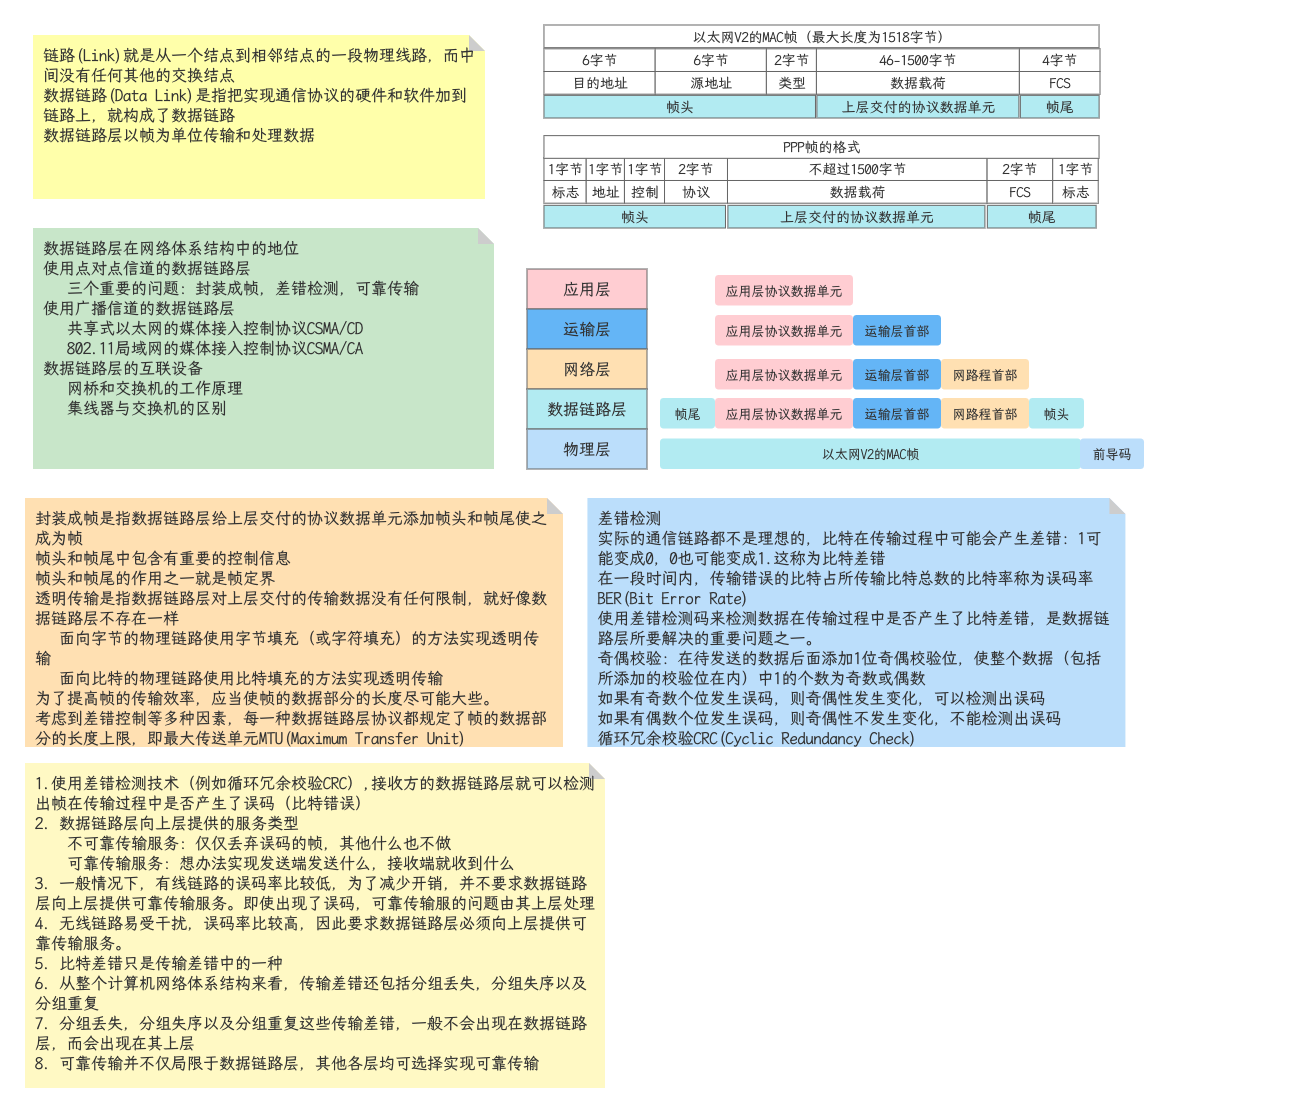 链路(Link)就是从一个结点到相邻结点的一段物理线路，而中
间没有任何其他的交换结点
数据链路(Data Link)是指把实现通信协议的硬件和软件加到
链路上，就构成了数据链路
数据链路层以帧为单位传输和处理数据
以太网V2的MAC帧（最大长度为1518字节）
6字节 6字节 2字节 46-1500字节 4字节
目的地址 源地址 类型 数据载荷 FCS
帧头 上层交付的协议数据单元 帧尾
PPP帧的格式
1字节 1字节 1字节 2字节 不超过1500字节 2字节 1字节
标志 地址 控制 协议 数据载荷 FCS 标志
帧头 上层交付的协议数据单元 帧尾
数据链路层在网络体系结构中的地位
使用点对点信道的数据链路层
三个重要的问题：封装成帧，差错检测，可靠传输
使用广播信道的数据链路层
共享式以太网的媒体接入控制协议CSMA/CD
802.11局域网的媒体接入控制协议CSMA/CA
数据链路层的互联设备
网桥和交换机的工作原理
集线器与交换机的区别
应用层 应用层协议数据单元
运输层 应用层协议数据单元 运输层首部
网络层 应用层协议数据单元 运输层首部 网路程首部
数据链路层 帧尾 应用层协议数据单元 运输层首部 网路程首部 帧头
物理层 以太网V2的MAC帧 前导码
封装成帧是指数据链路层给上层交付的协议数据单元添加帧头和帧尾使之
成为帧
帧头和帧尾中包含有重要的控制信息
帧头和帧尾的作用之一就是帧定界
透明传输是指数据链路层对上层交付的传输数据没有任何限制，就好像数
据链路层不存在一样
面向字节的物理链路使用字节填充（或字符填充）的方法实现透明传
输
面向比特的物理链路使用比特填充的方法实现透明传输
为了提高帧的传输效率，应当使帧的数据部分的长度尽可能大些。
考虑到差错控制等多种因素，每一种数据链路层协议都规定了帧的数据部
分的长度上限，即最大传送单元MTU(Maximum Transfer Unit)
差错检测
实际的通信链路都不是理想的，比特在传输过程中可能会产生差错：1可
能变成0，0也可能变成1.这称为比特差错
在一段时间内，传输错误的比特占所传输比特总数的比特率称为误码率
BER(Bit Error Rate)
使用差错检测码来检测数据在传输过程中是否产生了比特差错，是数据链
路层所要解决的重要问题之一。
奇偶校验：在待发送的数据后面添加1位奇偶校验位，使整个数据（包括
所添加的校验位在内）中1的个数为奇数或偶数
如果有奇数个位发生误码，则奇偶性发生变化，可以检测出误码
如果有偶数个位发生误码，则奇偶性不发生变化，不能检测出误码
循环冗余校验CRC(Cyclic Redundancy Check)
1.使用差错检测技术（例如循环冗余校验CRC）,接收方的数据链路层就可以检测
出帧在传输过程中是否产生了误码（比特错误）
2. 数据链路层向上层提供的服务类型
不可靠传输服务：仅仅丢弃误码的帧，其他什么也不做
可靠传输服务：想办法实现发送端发送什么，接收端就收到什么
3. 一般情况下，有线链路的误码率比较低，为了减少开销，并不要求数据链路
层向上层提供可靠传输服务。即使出现了误码，可靠传输服的问题由其上层处理
4. 无线链路易受干扰，误码率比较高，因此要求数据链路层必须向上层提供可
靠传输服务。
5. 比特差错只是传输差错中的一种
6. 从整个计算机网络体系结构来看，传输差错还包括分组丢失，分组失序以及
分组重复
7. 分组丢失，分组失序以及分组重复这些传输差错，一般不会出现在数据链路
层，而会出现在其上层
8. 可靠传输并不仅局限于数据链路层，其他各层均可选择实现可靠传输